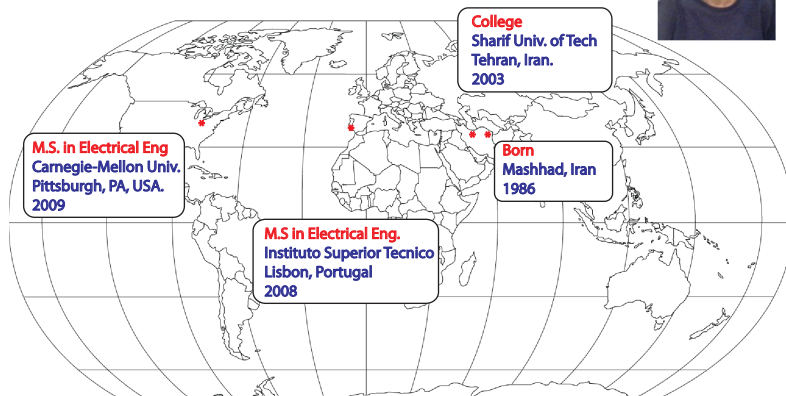 College
Sharif Univ. of Tech
Tehran, Iran.
2003
M.S. in Electrical Eng
Carnegie-Mellon Univ.
Pittsburgh, PA, USA.
2009
Born
Mashhad, Iran
1986
M.S in Electrical Eng.
Instituto Superior Tecnico
Lisbon, Portugal
2008